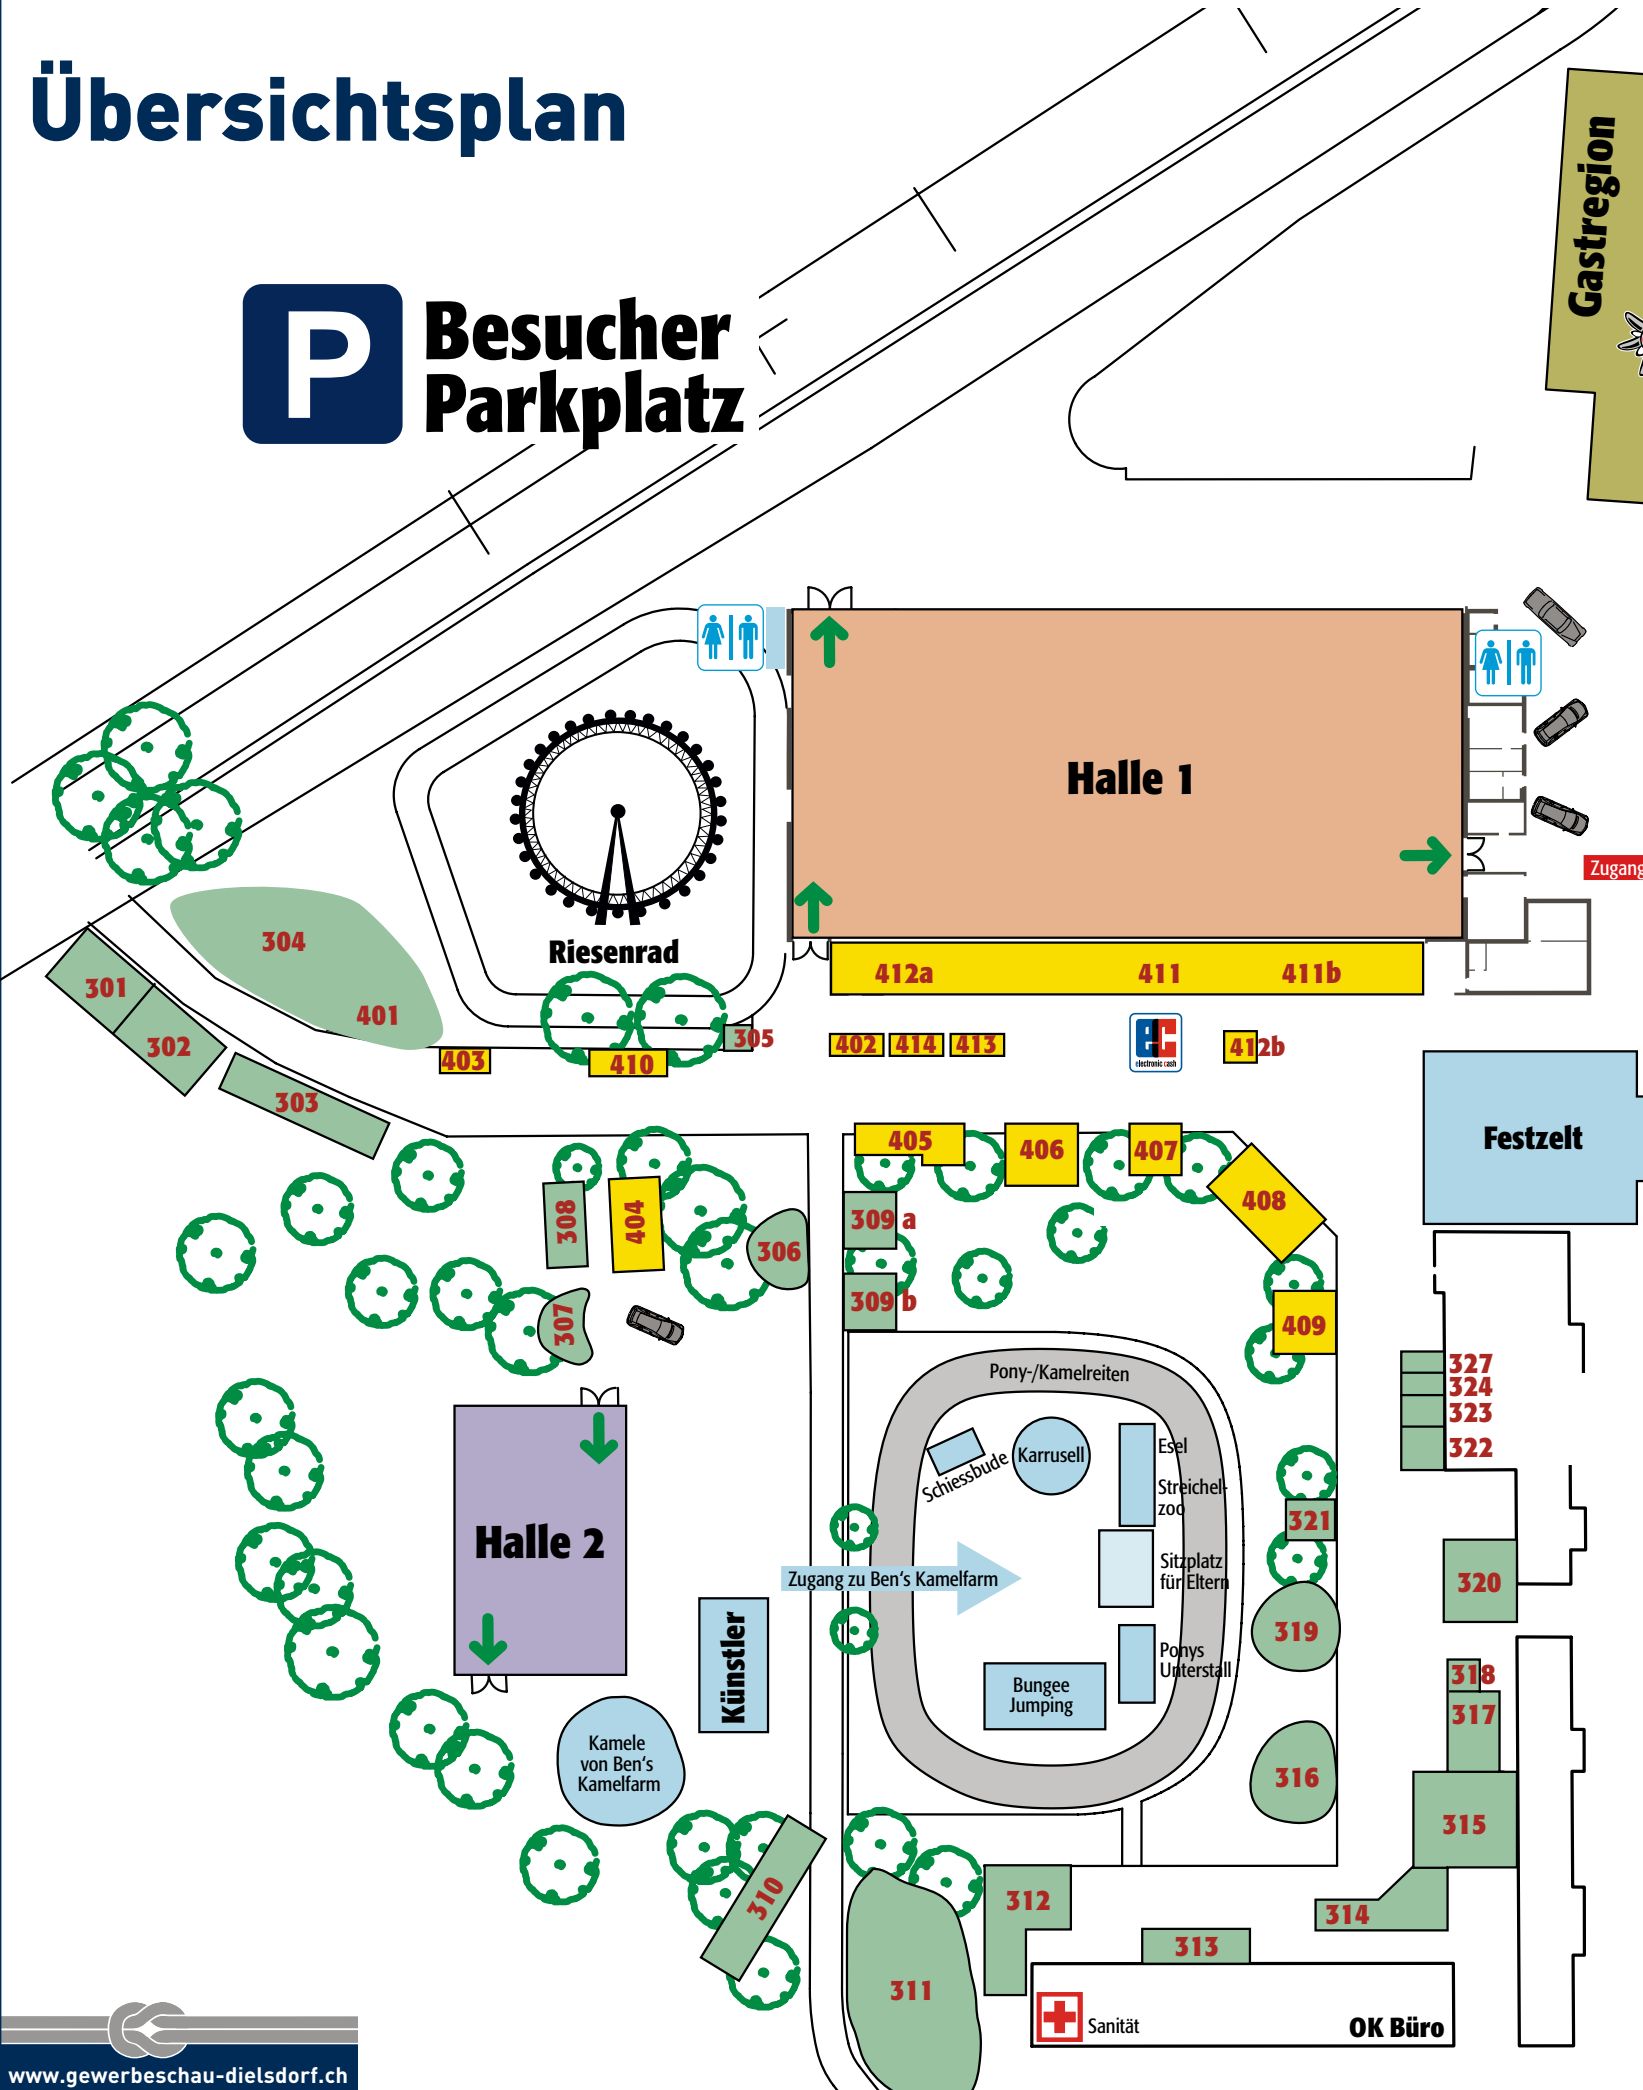 Übersichtsplan
Gastregion
P
Besucher
Parkplatz
Halle 1
Zugang
Riesenrad
304
301
401
302
303
403
410
305
412a
411
411b
402
414
413
ec
electronic cash
412b
Festzelt
405
406
407
408
308
404
306
309 a
309 b
307
409
327
324
323
322
Pony-/Kamelreiten
Schiessbude
Karrusell
Esel
Streichel-
zoo
321
Halle 2
Zugang zu Ben's Kamelfarm
Sitzplatz
für Eltern
320
319
Künstler
Ponys
Unterstall
Bungee
Jumping
318
317
Kamele
von Ben's
Kamelfarm
316
315
310
312
314
313
311
Sanität
OK Büro
www.gewerbeschau-dielsdorf.ch